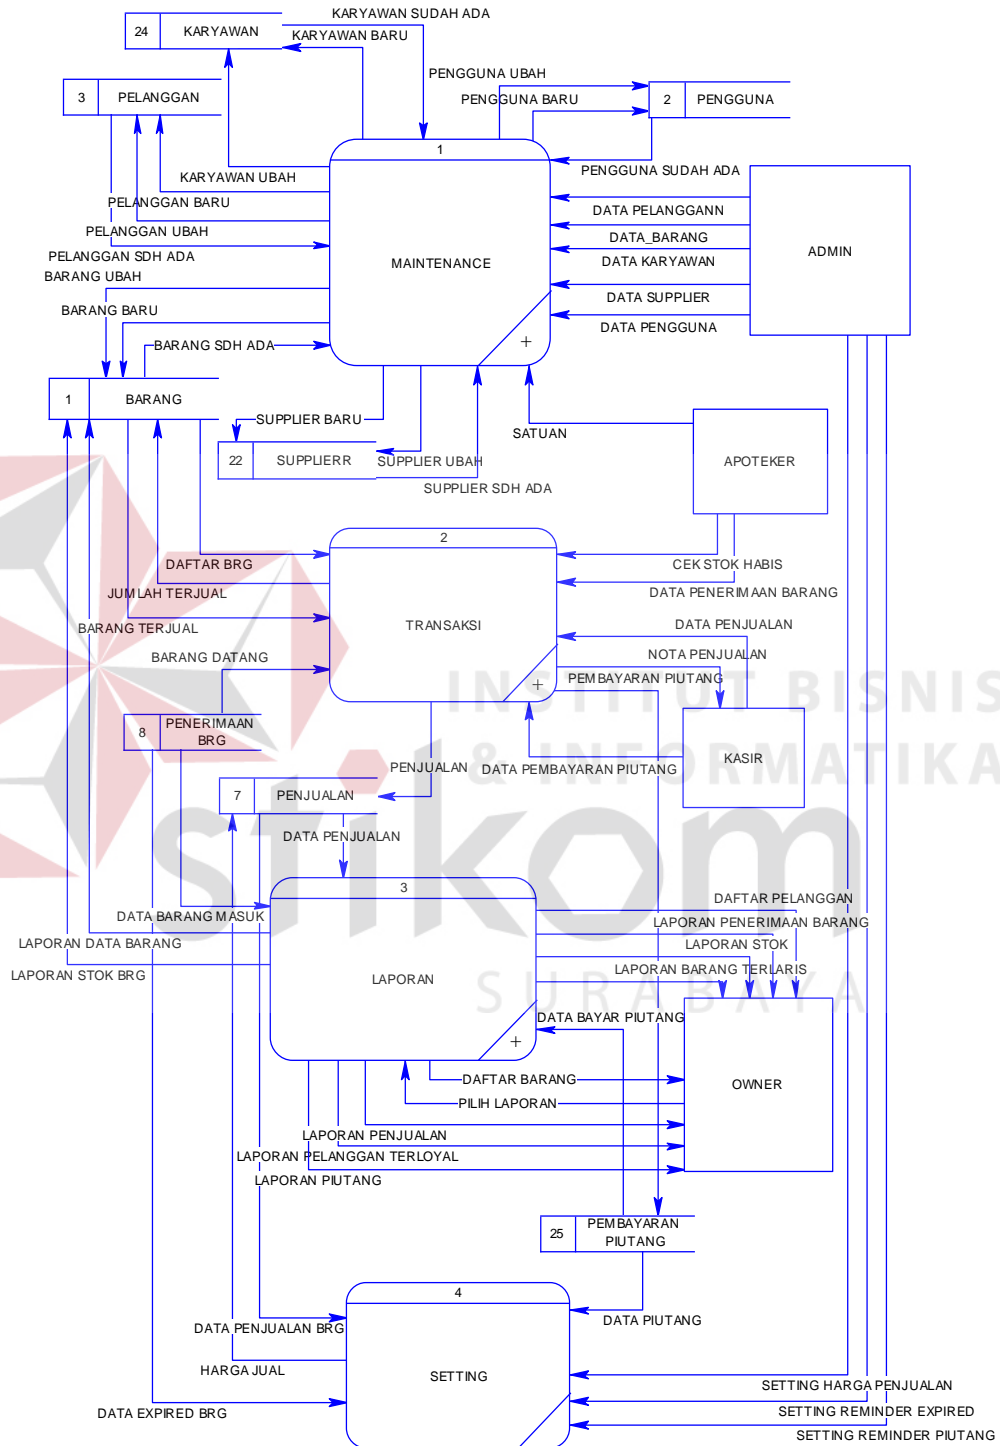 KARYAWAN SUDAH ADA
24 KARYAWAN
KARYAWAN BARU
PENGGUNA UBAH
3 PELANGGAN
PENGGUNA BARU
2 PENGGUNA
1
PENGGUNA SUDAH ADA
KARYAWAN UBAH
PELANGGAN BARU
DATA PELANGGANN
PELANGGAN UBAH
DATA_BARANG
ADMIN
PELANGGAN SDH ADA
MAINTENANCE
DATA KARYAWAN
BARANG UBAH
DATA SUPPLIER
BARANG BARU
DATA PENGGUNA
BARANG SDH ADA
+
1 BARANG
SUPPLIER BARU
SATUAN
22 SUPPLIERR
SUPPLIER UBAH
APOTEKER
SUPPLIER SDH ADA
2
DAFTAR BRG
CEK STOK HABIS
JUMLAH TERJUAL
DATA PENERIMAAN BARANG
BARANG TERJUAL
TRANSAKSI
DATA PENJUALAN
BARANG DATANG
NOTA PENJUALAN
PEMBAYARAN PIUTANG
+
INSTITUT BISNIS
8 PENERIMAAN
BRG
KASIR
& INFORMATIKA
PENJUALAN
DATA PEMBAYARAN PIUTANG
7 PENJUALAN
stikom
DATA PENJUALAN
3
DAFTAR PELANGGAN
DATA BARANG MASUK
LAPORAN PENERIMAAN BARANG
LAPORAN DATA BARANG
LAPORAN STOK
LAPORAN STOK BRG
LAPORAN
LAPORAN BARANG TERLARIS
SURABAYA
DATA BAYAR PIUTANG
+
DAFTAR BARANG
OWNER
PILIH LAPORAN
LAPORAN PENJUALAN
LAPORAN PELANGGAN TERLOYAL
LAPORAN PIUTANG
25 PEMBAYARAN
PIUTANG
4
DATA PIUTANG
DATA PENJUALAN BRG
HARGA JUAL
SETTING
SETTING HARGA PENJUALAN
DATA EXPIRED BRG
SETTING REMINDER EXPIRED
SETTING REMINDER PIUTANG